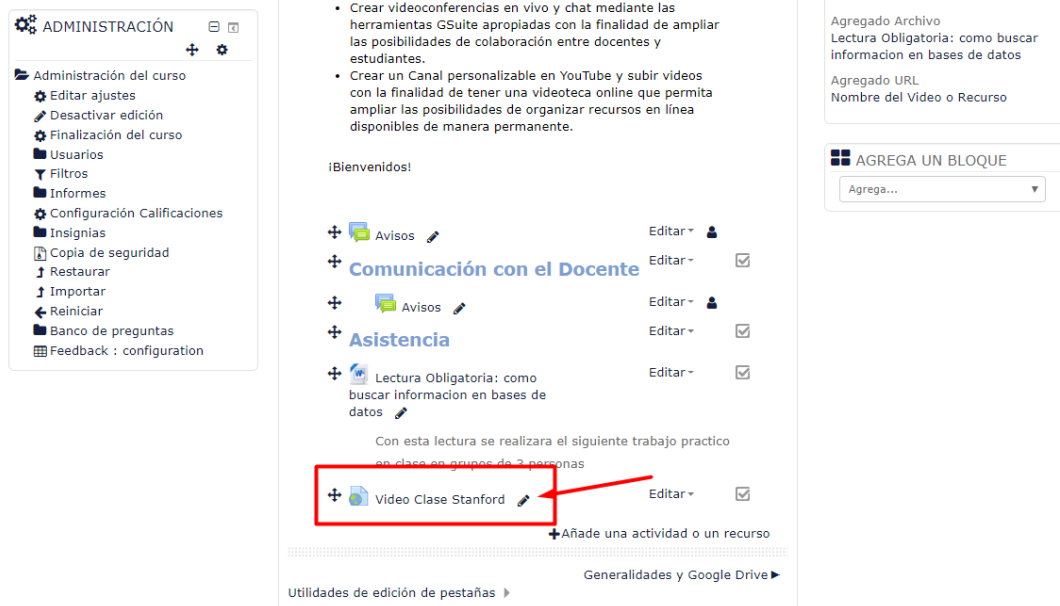 ADMINISTRACIÓN
Administración del curso
Editar ajustes
Desactivar edición
Finalización del curso
Usuarios
Filtros
Informes
Configuración Calificaciones
Insignias
Copia de seguridad
Restaurar
Importar
Reiniciar
Banco de preguntas
Feedback : configuration
• Crear videoconferencias en vivo y chat mediante las
herramientas GSuite apropiadas con la finalidad de ampliar
las posibilidades de colaboración entre docentes y
estudiantes.
• Crear un Canal personalizable en YouTube y subir videos
con la finalidad de tener una videoteca online que permita
ampliar las posibilidades de organizar recursos en línea
disponibles de manera permanente.
¡Bienvenidos!
Avisos Editar
Comunicación con el Docente Editar
Avisos Editar
Asistencia Editar
Lectura Obligatoria: como Editar
buscar informacion en bases de
datos
Con esta lectura se realizara el siguiente trabajo practico
en clase en grupos de 3 personas
Video Clase Stanford Editar
Añade una actividad o un recurso
Generalidades y Google Drive
Utilidades de edición de pestañas
Agregado Archivo
Lectura Obligatoria: como buscar
informacion en bases de datos
Agregado URL
Nombre del Video o Recurso
AGREGA UN BLOQUE
Agrega...